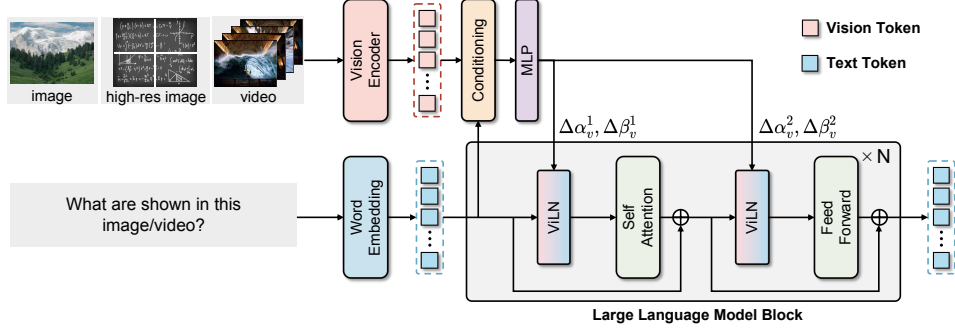 image
high-res image
video
Vision
Encoder
Conditioning
MLP
Vision Token
Text Token
Δα_v^1, Δβ_v^1
Δα_v^2, Δβ_v^2
× N
What are shown in this
image/video?
Word
Embedding
ViLN
Self
Attention
ViLN
Feed
Forward
Large Language Model Block